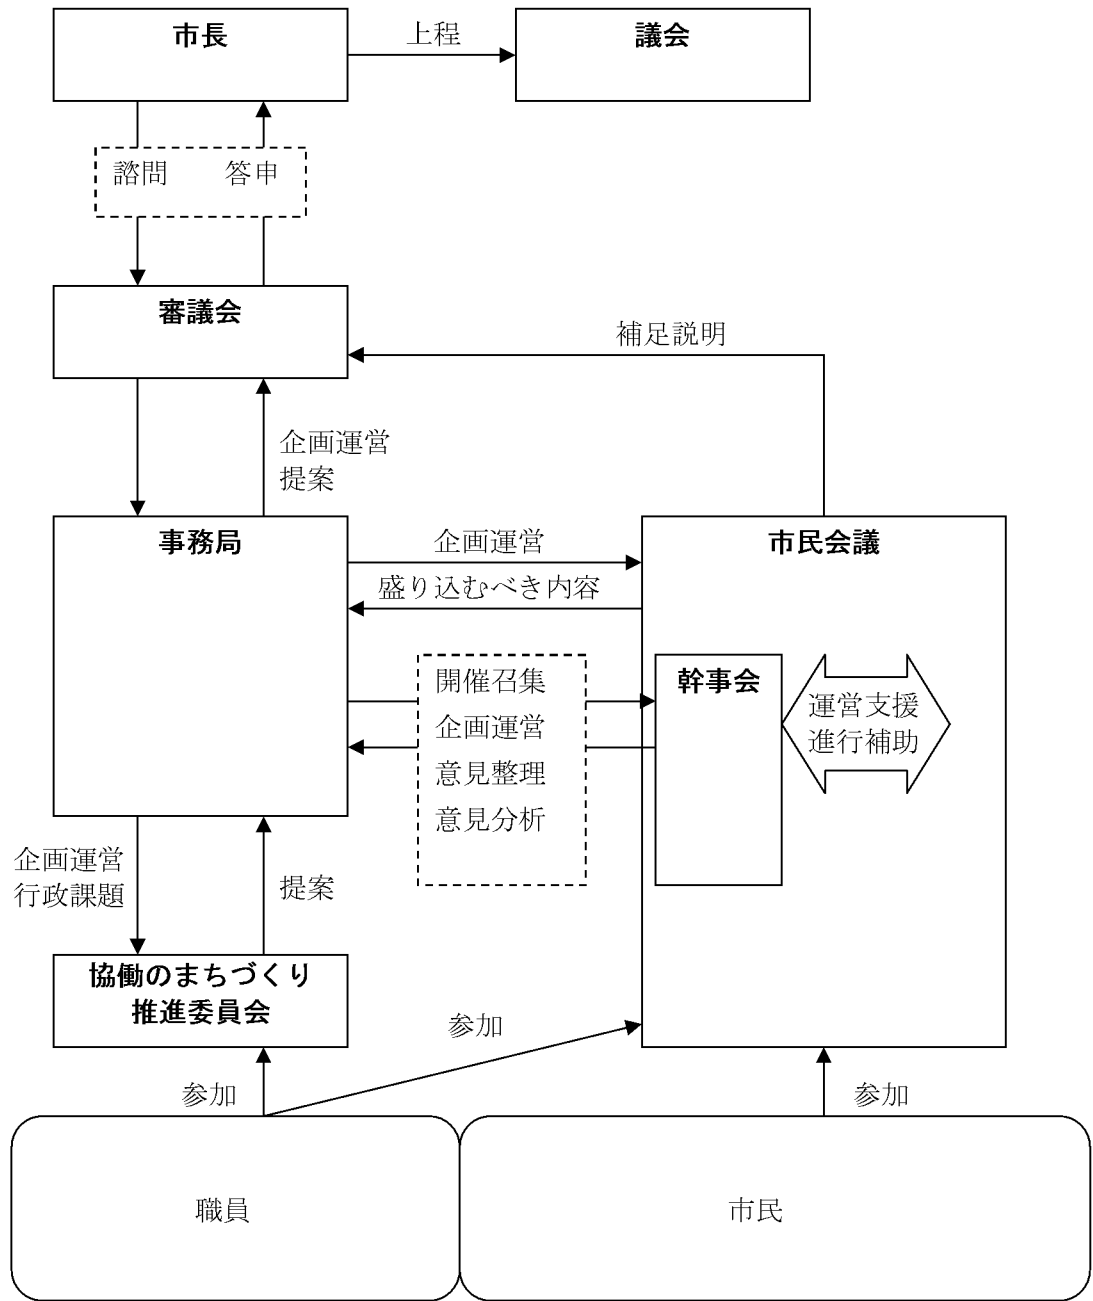 市長
上程
議会
諮問
答申
審議会
補足説明
企画運営
提案
事務局
企画運営
盛り込むべき内容
市民会議
開催召集
企画運営
意見整理
意見分析
幹事会
運営支援
進行補助
企画運営
行政課題
提案
協働のまちづくり
推進委員会
参加
参加
参加
職員
市民